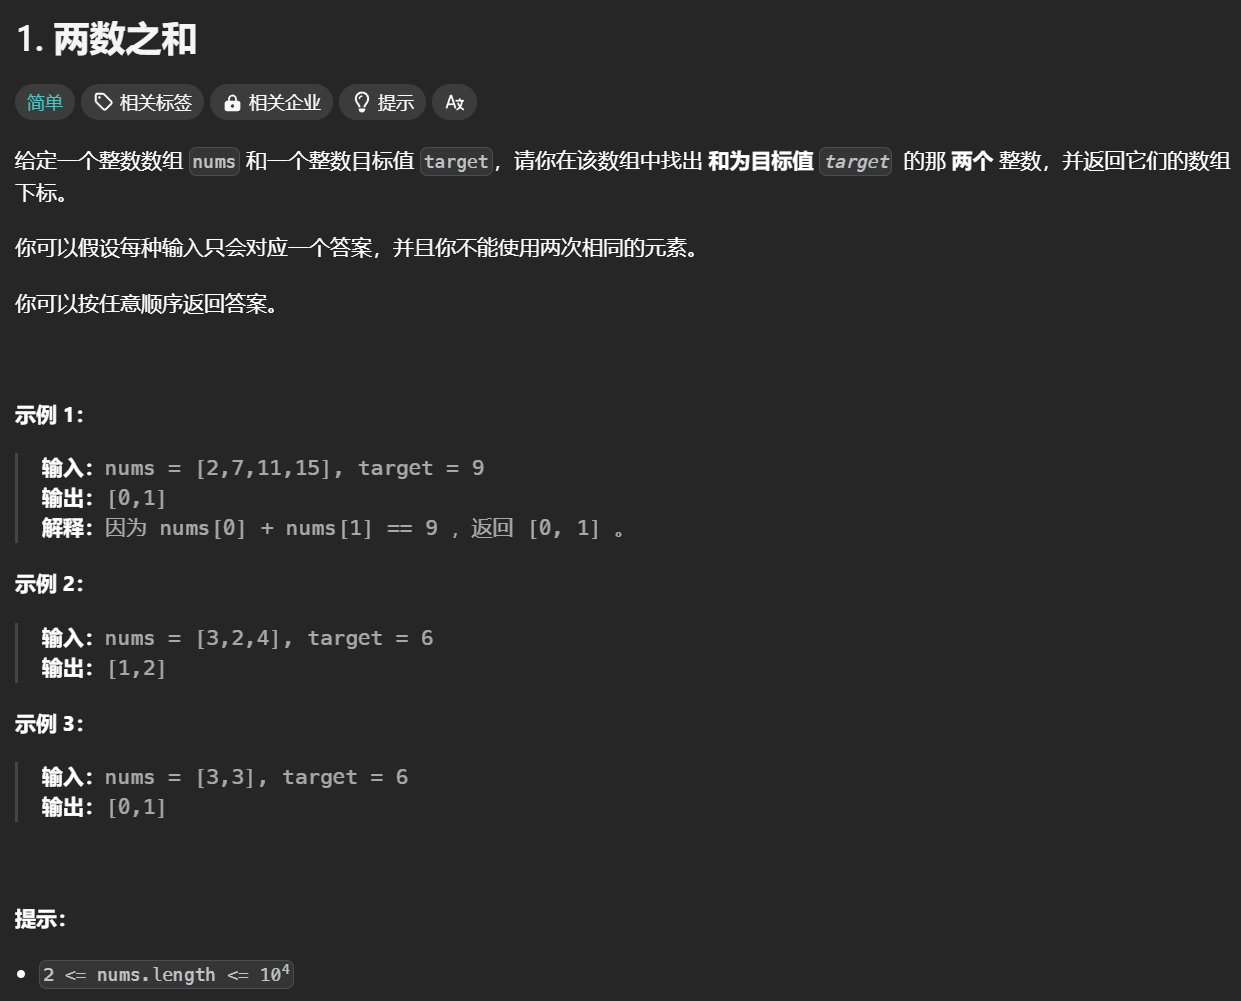 1. 两数之和
简单 相关标签 相关企业 提示 A文
给定一个整数数组 nums 和一个整数目标值 target，请你在该数组中找出 和为目标值 target 的那 两个 整数，并返回它们的数组
下标。
你可以假设每种输入只会对应一个答案，并且你不能使用两次相同的元素。
你可以按任意顺序返回答案。
示例 1：
输入：nums = [2,7,11,15], target = 9
输出：[0,1]
解释：因为 nums[0] + nums[1] == 9 ，返回 [0, 1] 。
示例 2：
输入：nums = [3,2,4], target = 6
输出：[1,2]
示例 3：
输入：nums = [3,3], target = 6
输出：[0,1]
提示：
2 <= nums.length <= 10⁴